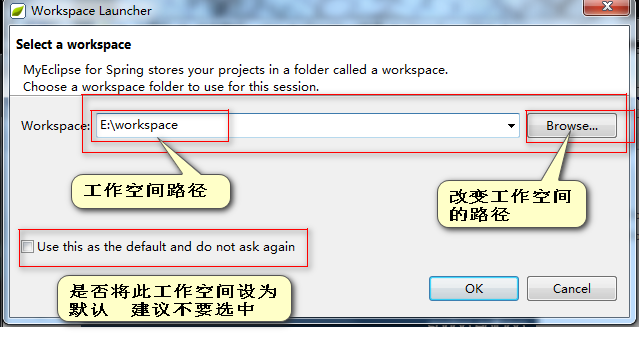 Workspace Launcher
Select a workspace
MyEclipse for Spring stores your projects in a folder called a workspace.
Choose a workspace folder to use for this session.
Workspace:
E:\workspace
Browse...
工作空间路径
改变工作空间
的路径
Use this as the default and do not ask again
是否将此工作空间设为
默认 建议不要选中
OK
Cancel